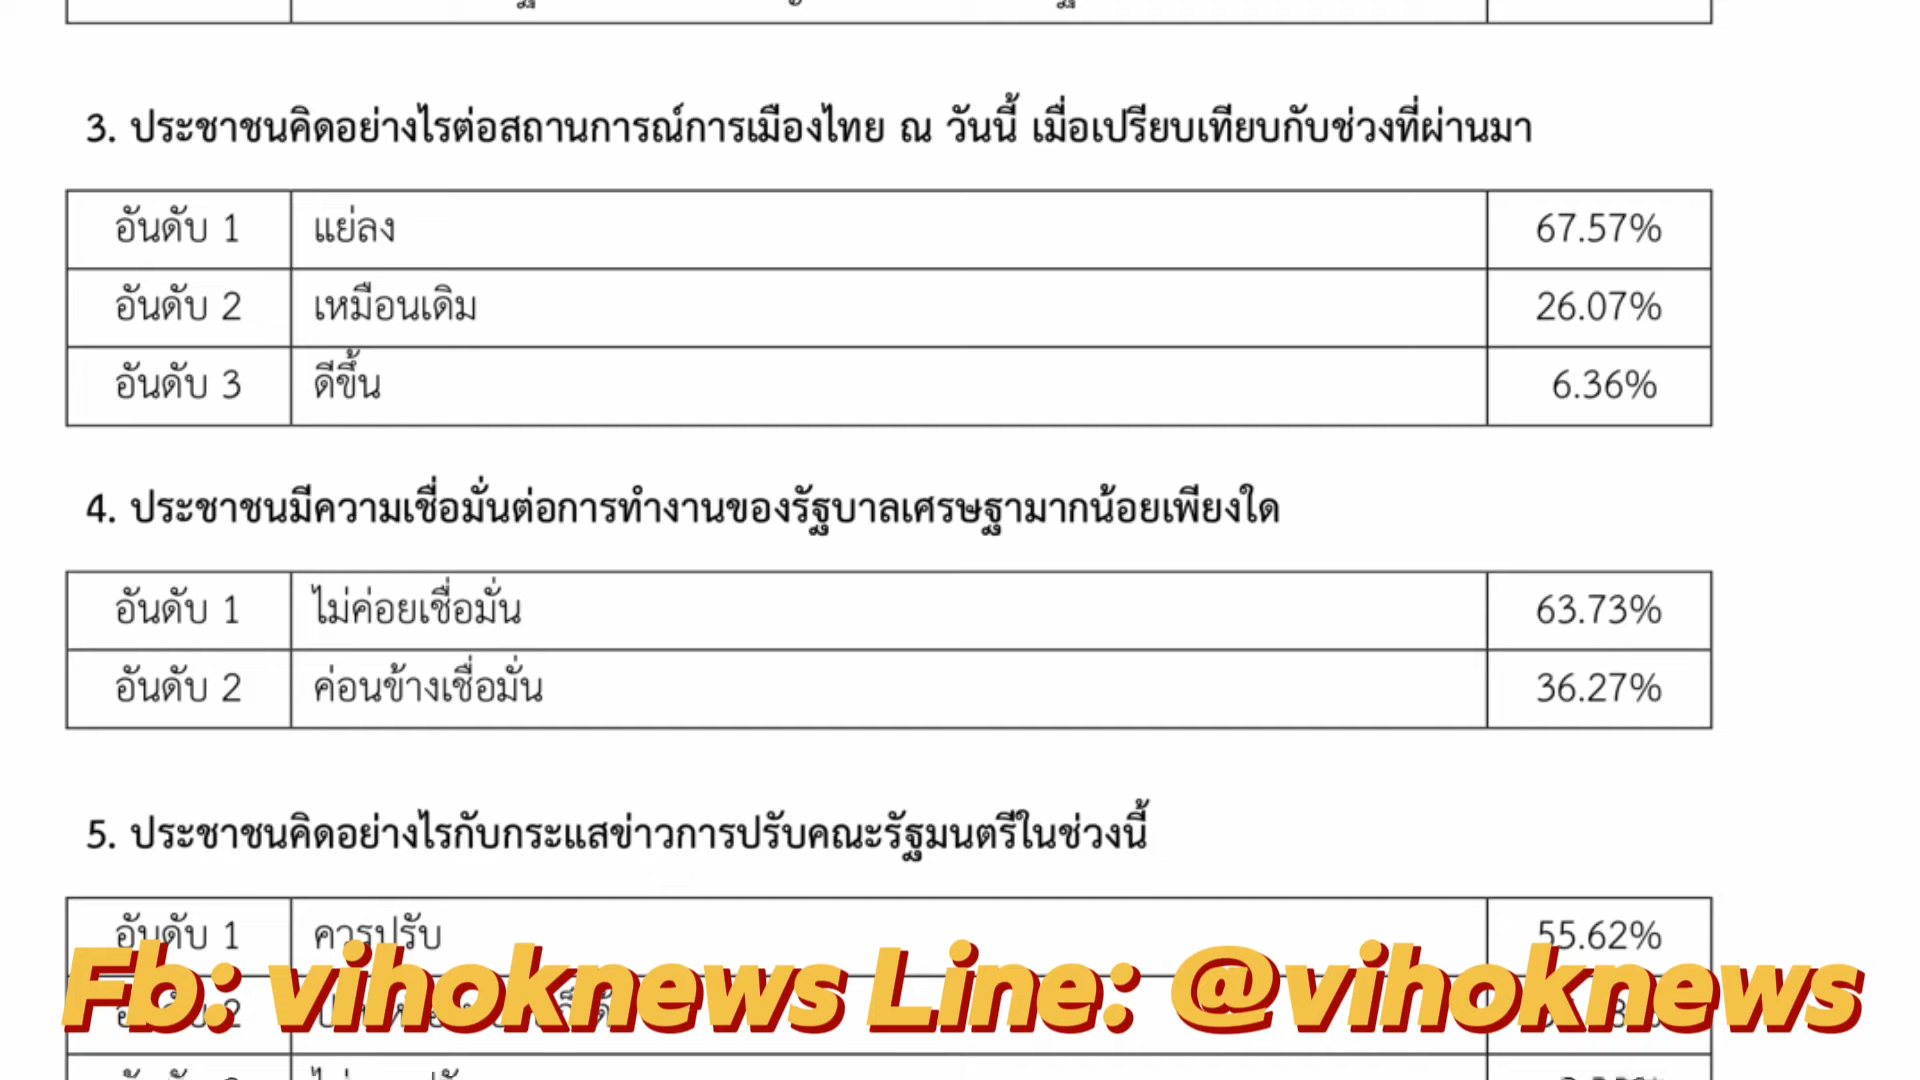 3. ประชาชนคิดอย่างไรต่อสถานการณ์การเมืองไทย ณ วันนี้ เมื่อเปรียบเทียบกับช่วงที่ผ่านมา
อันดับ 1 แย่ลง 67.57%
อันดับ 2 เหมือนเดิม 26.07%
อันดับ 3 ดีขึ้น 6.36%
4. ประชาชนมีความเชื่อมั่นต่อการทำงานของรัฐบาลเศรษฐามากน้อยเพียงใด
อันดับ 1 ไม่ค่อยเชื่อมั่น 63.73%
อันดับ 2 ค่อนข้างเชื่อมั่น 36.27%
5. ประชาชนคิดอย่างไรกับกระแสข่าวการปรับคณะรัฐมนตรีในช่วงนี้
อันดับ 1 ควรปรับ 55.62%
Fb: vihoknews Line: @vihoknews